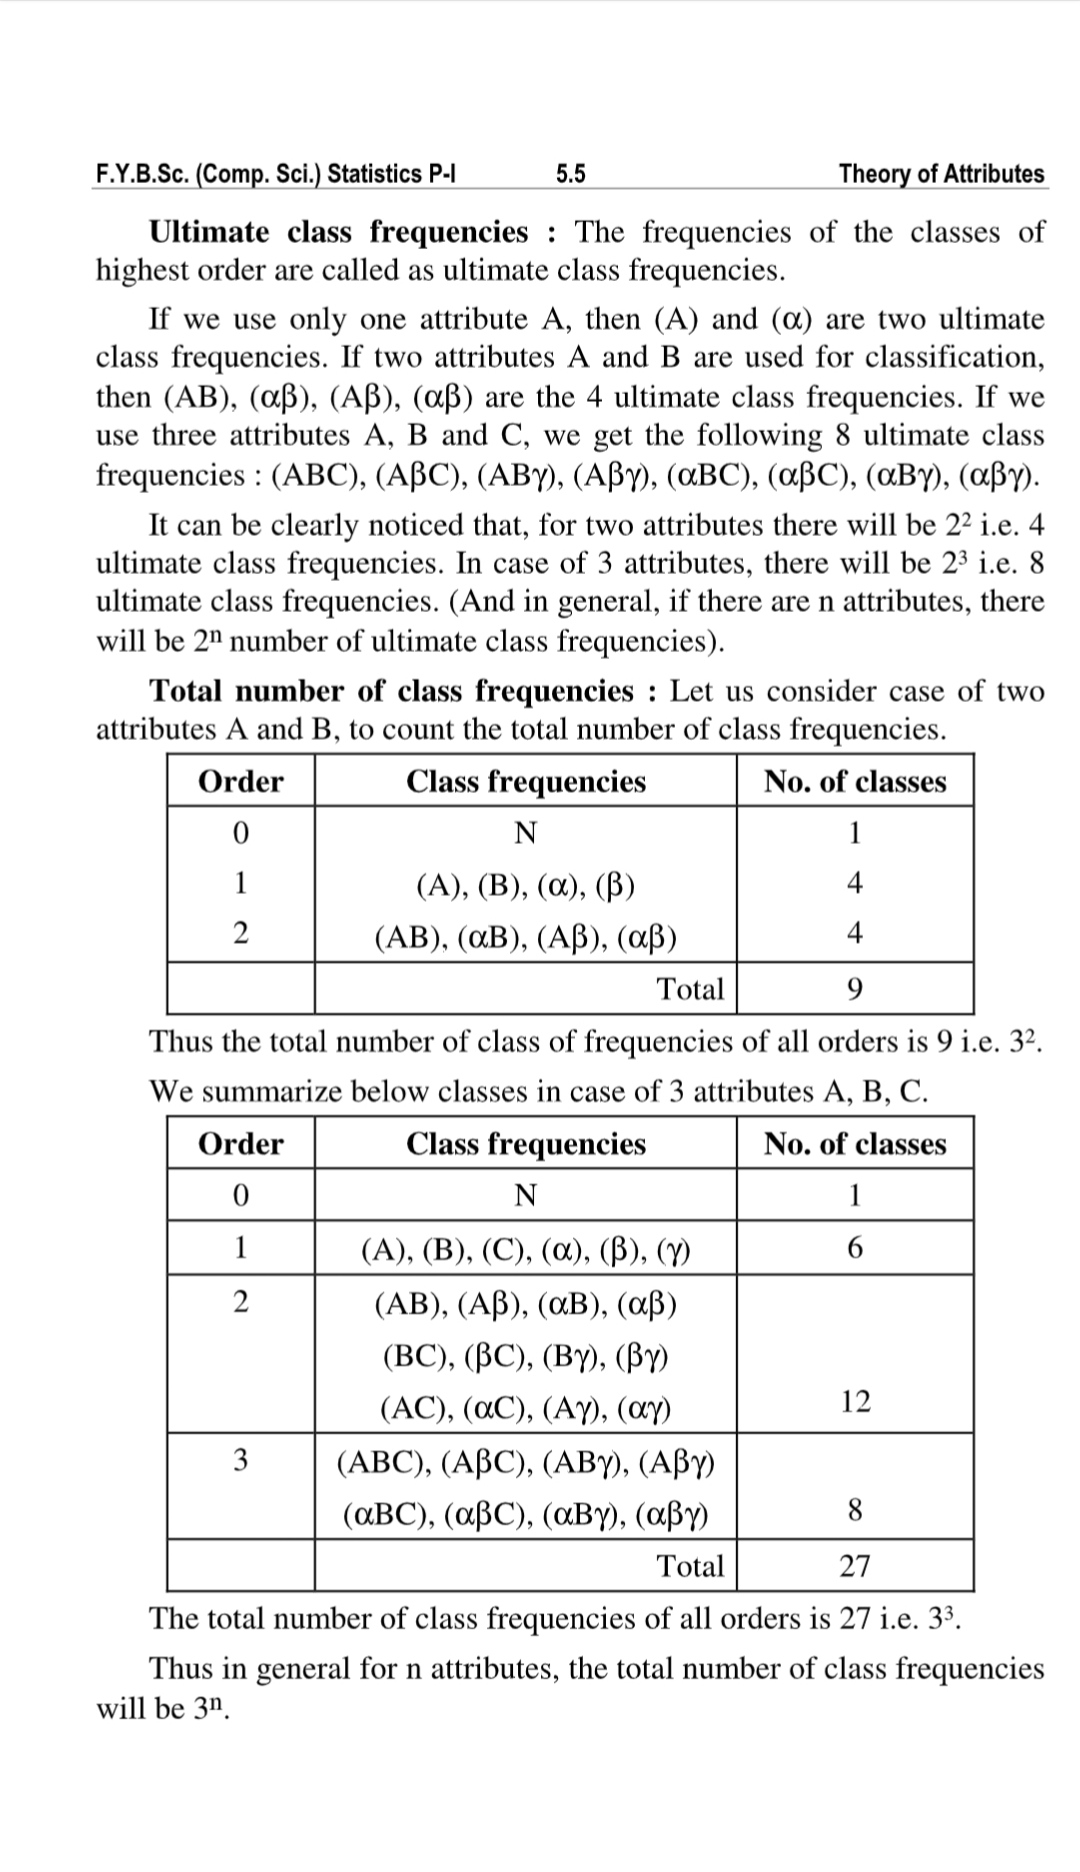 F.Y.B.Sc. (Comp. Sci.) Statistics P-I 5.5 Theory of Attributes
Ultimate class frequencies : The frequencies of the classes of
highest order are called as ultimate class frequencies.
If we use only one attribute A, then (A) and (α) are two ultimate
class frequencies. If two attributes A and B are used for classification,
then (AB), (αβ), (Aβ), (αβ) are the 4 ultimate class frequencies. If we
use three attributes A, B and C, we get the following 8 ultimate class
frequencies : (ABC), (AβC), (ABγ), (Aβγ), (αBC), (αβC), (αBγ), (αβγ).
It can be clearly noticed that, for two attributes there will be 2² i.e. 4
ultimate class frequencies. In case of 3 attributes, there will be 2³ i.e. 8
ultimate class frequencies. (And in general, if there are n attributes, there
will be 2ⁿ number of ultimate class frequencies).
Total number of class frequencies : Let us consider case of two
attributes A and B, to count the total number of class frequencies.
Order Class frequencies No. of classes
0 N 1
1 (A), (B), (α), (β) 4
2 (AB), (αB), (Aβ), (αβ) 4
Total 9
Thus the total number of class of frequencies of all orders is 9 i.e. 3².
We summarize below classes in case of 3 attributes A, B, C.
Order Class frequencies No. of classes
0 N 1
1 (A), (B), (C), (α), (β), (γ) 6
2 (AB), (Aβ), (αB), (αβ)
(BC), (βC), (Bγ), (βγ)
(AC), (αC), (Aγ), (αγ) 12
3 (ABC), (AβC), (ABγ), (Aβγ)
(αBC), (αβC), (αBγ), (αβγ) 8
Total 27
The total number of class frequencies of all orders is 27 i.e. 3³.
Thus in general for n attributes, the total number of class frequencies
will be 3ⁿ.